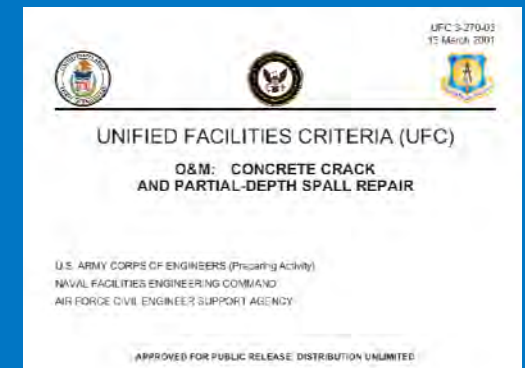 UFC 3-270-03
15 March 2001
UNIFIED FACILITIES CRITERIA (UFC)
O&M: CONCRETE CRACK
AND PARTIAL-DEPTH SPALL REPAIR
U.S. ARMY CORPS OF ENGINEERS (Preparing Activity)
NAVAL FACILITIES ENGINEERING COMMAND
AIR FORCE CIVIL ENGINEER SUPPORT AGENCY
APPROVED FOR PUBLIC RELEASE: DISTRIBUTION UNLIMITED